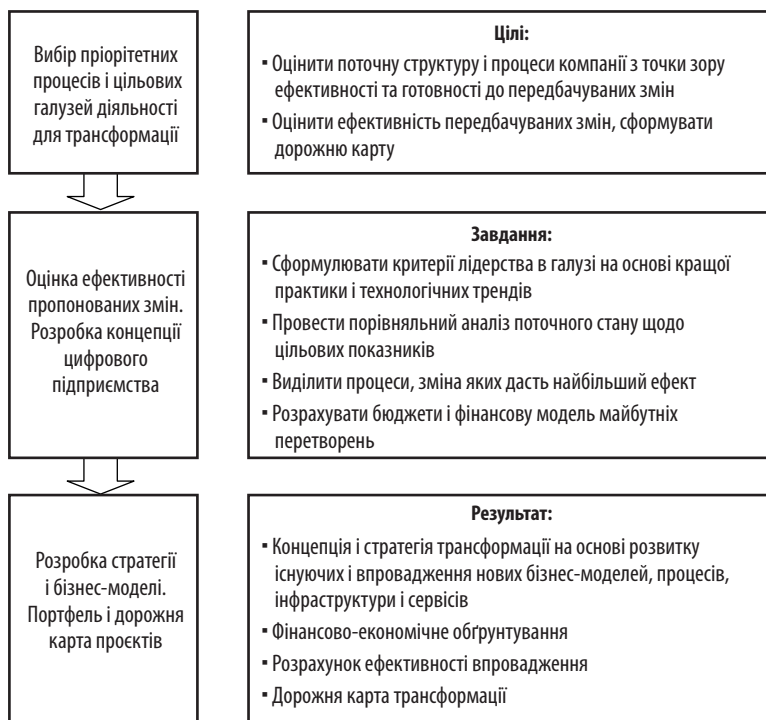 Вибір пріоритетних
процесів і цільових
галузей діяльності
для трансформації
Цілі:
▪ Оцінити поточну структуру і процеси компанії з точки зору
ефективності та готовності до передбачуваних змін
▪ Оцінити ефективність передбачуваних змін, сформувати
дорожню карту
Оцінка ефективності
пропонованих змін.
Розробка концепції
цифрового
підприємства
Завдання:
▪ Сформулювати критерії лідерства в галузі на основі кращої
практики і технологічних трендів
▪ Провести порівняльний аналіз поточного стану щодо
цільових показників
▪ Виділити процеси, зміна яких дасть найбільший ефект
▪ Розрахувати бюджети і фінансову модель майбутніх
перетворень
Розробка стратегії
і бізнес-моделі.
Портфель і дорожня
карта проєктів
Результат:
▪ Концепція і стратегія трансформації на основі розвитку
існуючих і впровадження нових бізнес-моделей, процесів,
інфраструктури і сервісів
▪ Фінансово-економічне обґрунтування
▪ Розрахунок ефективності впровадження
▪ Дорожня карта трансформації